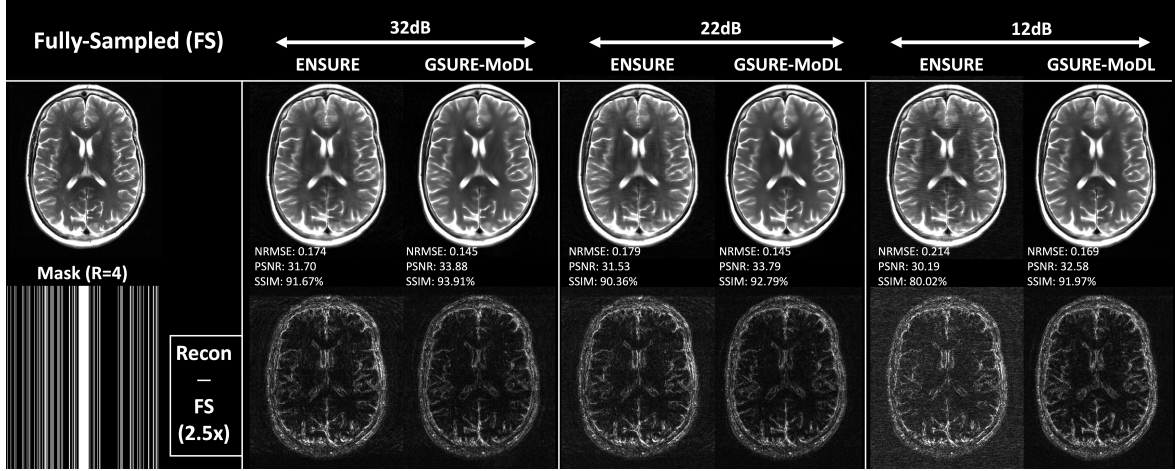 Fully-Sampled (FS)
32dB
22dB
12dB
ENSURE
GSURE-MoDL
ENSURE
GSURE-MoDL
ENSURE
GSURE-MoDL
NRMSE: 0.174
PSNR: 31.70
SSIM: 91.67%
NRMSE: 0.145
PSNR: 33.88
SSIM: 93.91%
NRMSE: 0.179
PSNR: 31.53
SSIM: 90.36%
NRMSE: 0.145
PSNR: 33.79
SSIM: 92.79%
NRMSE: 0.214
PSNR: 30.19
SSIM: 80.02%
NRMSE: 0.169
PSNR: 32.58
SSIM: 91.97%
Mask (R=4)
Recon
–
FS
(2.5x)